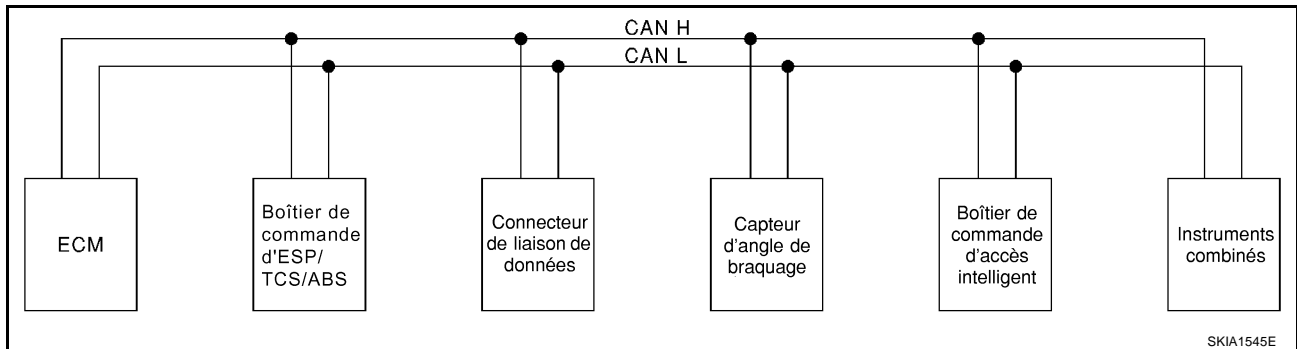 CAN H
CAN L
ECM
Boîtier de
commande
d'ESP/
TCS/ABS
Connecteur
de liaison de
données
Capteur
d'angle de
braquage
Boîtier de
commande
d'accès
intelligent
Instruments
combinés
SKIA1545E